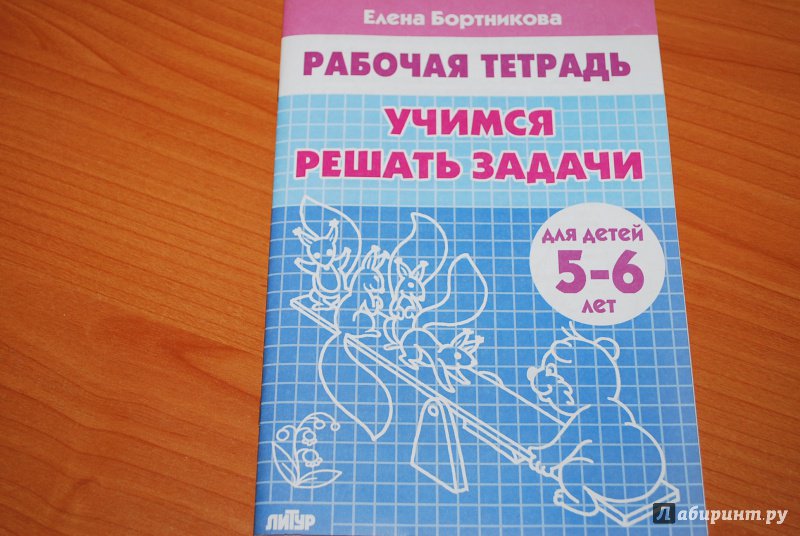 Елена Бортникова
РАБОЧАЯ ТЕТРАДЬ
УЧИМСЯ
РЕШАТЬ ЗАДАЧИ
для детей
5-6
лет
ЛИТУР
Лабиринт.ру